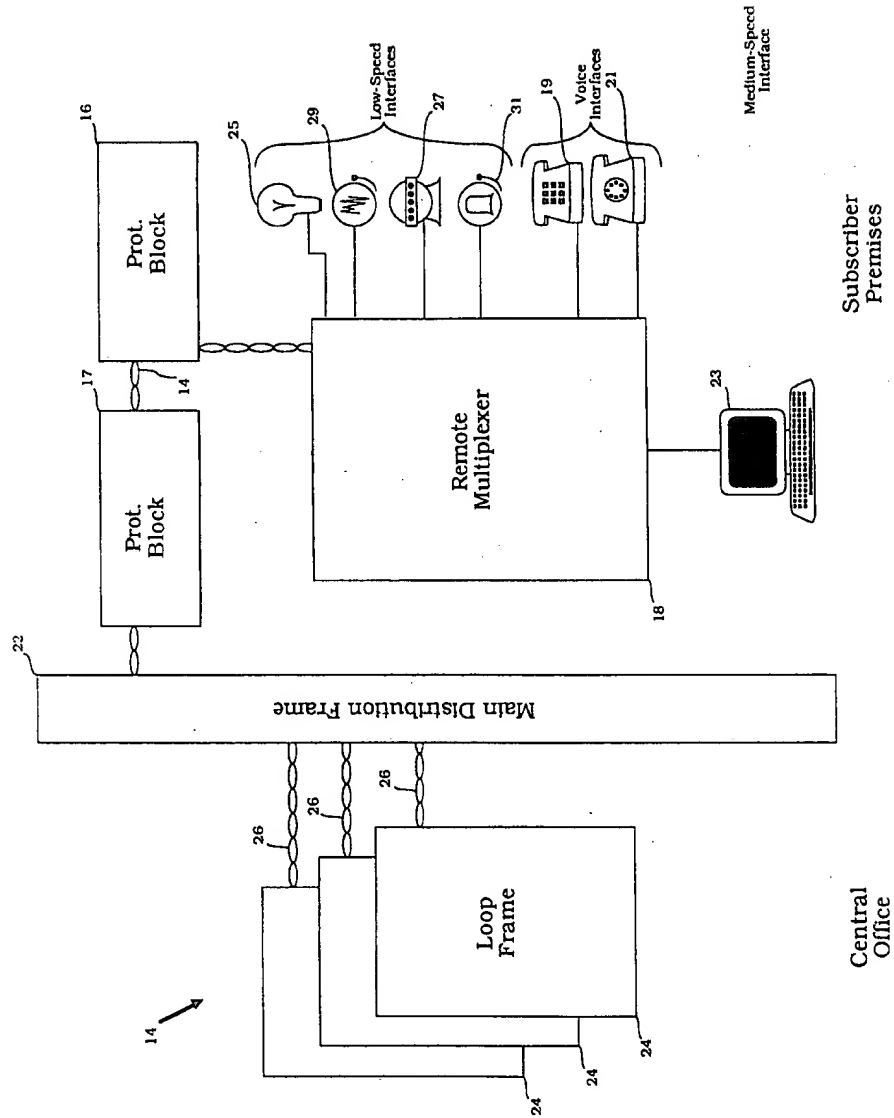 16
Prot.
Block
17
14
Prot.
Block
22
Main Distribution Frame
25
29
27
31
Low-Speed
Interfaces
19
21
Voice
Interfaces
Medium-Speed
Interface
Remote
Multiplexer
18
23
Subscriber
Premises
14
26
26
26
Loop
Frame
24
24
24
Central
Office